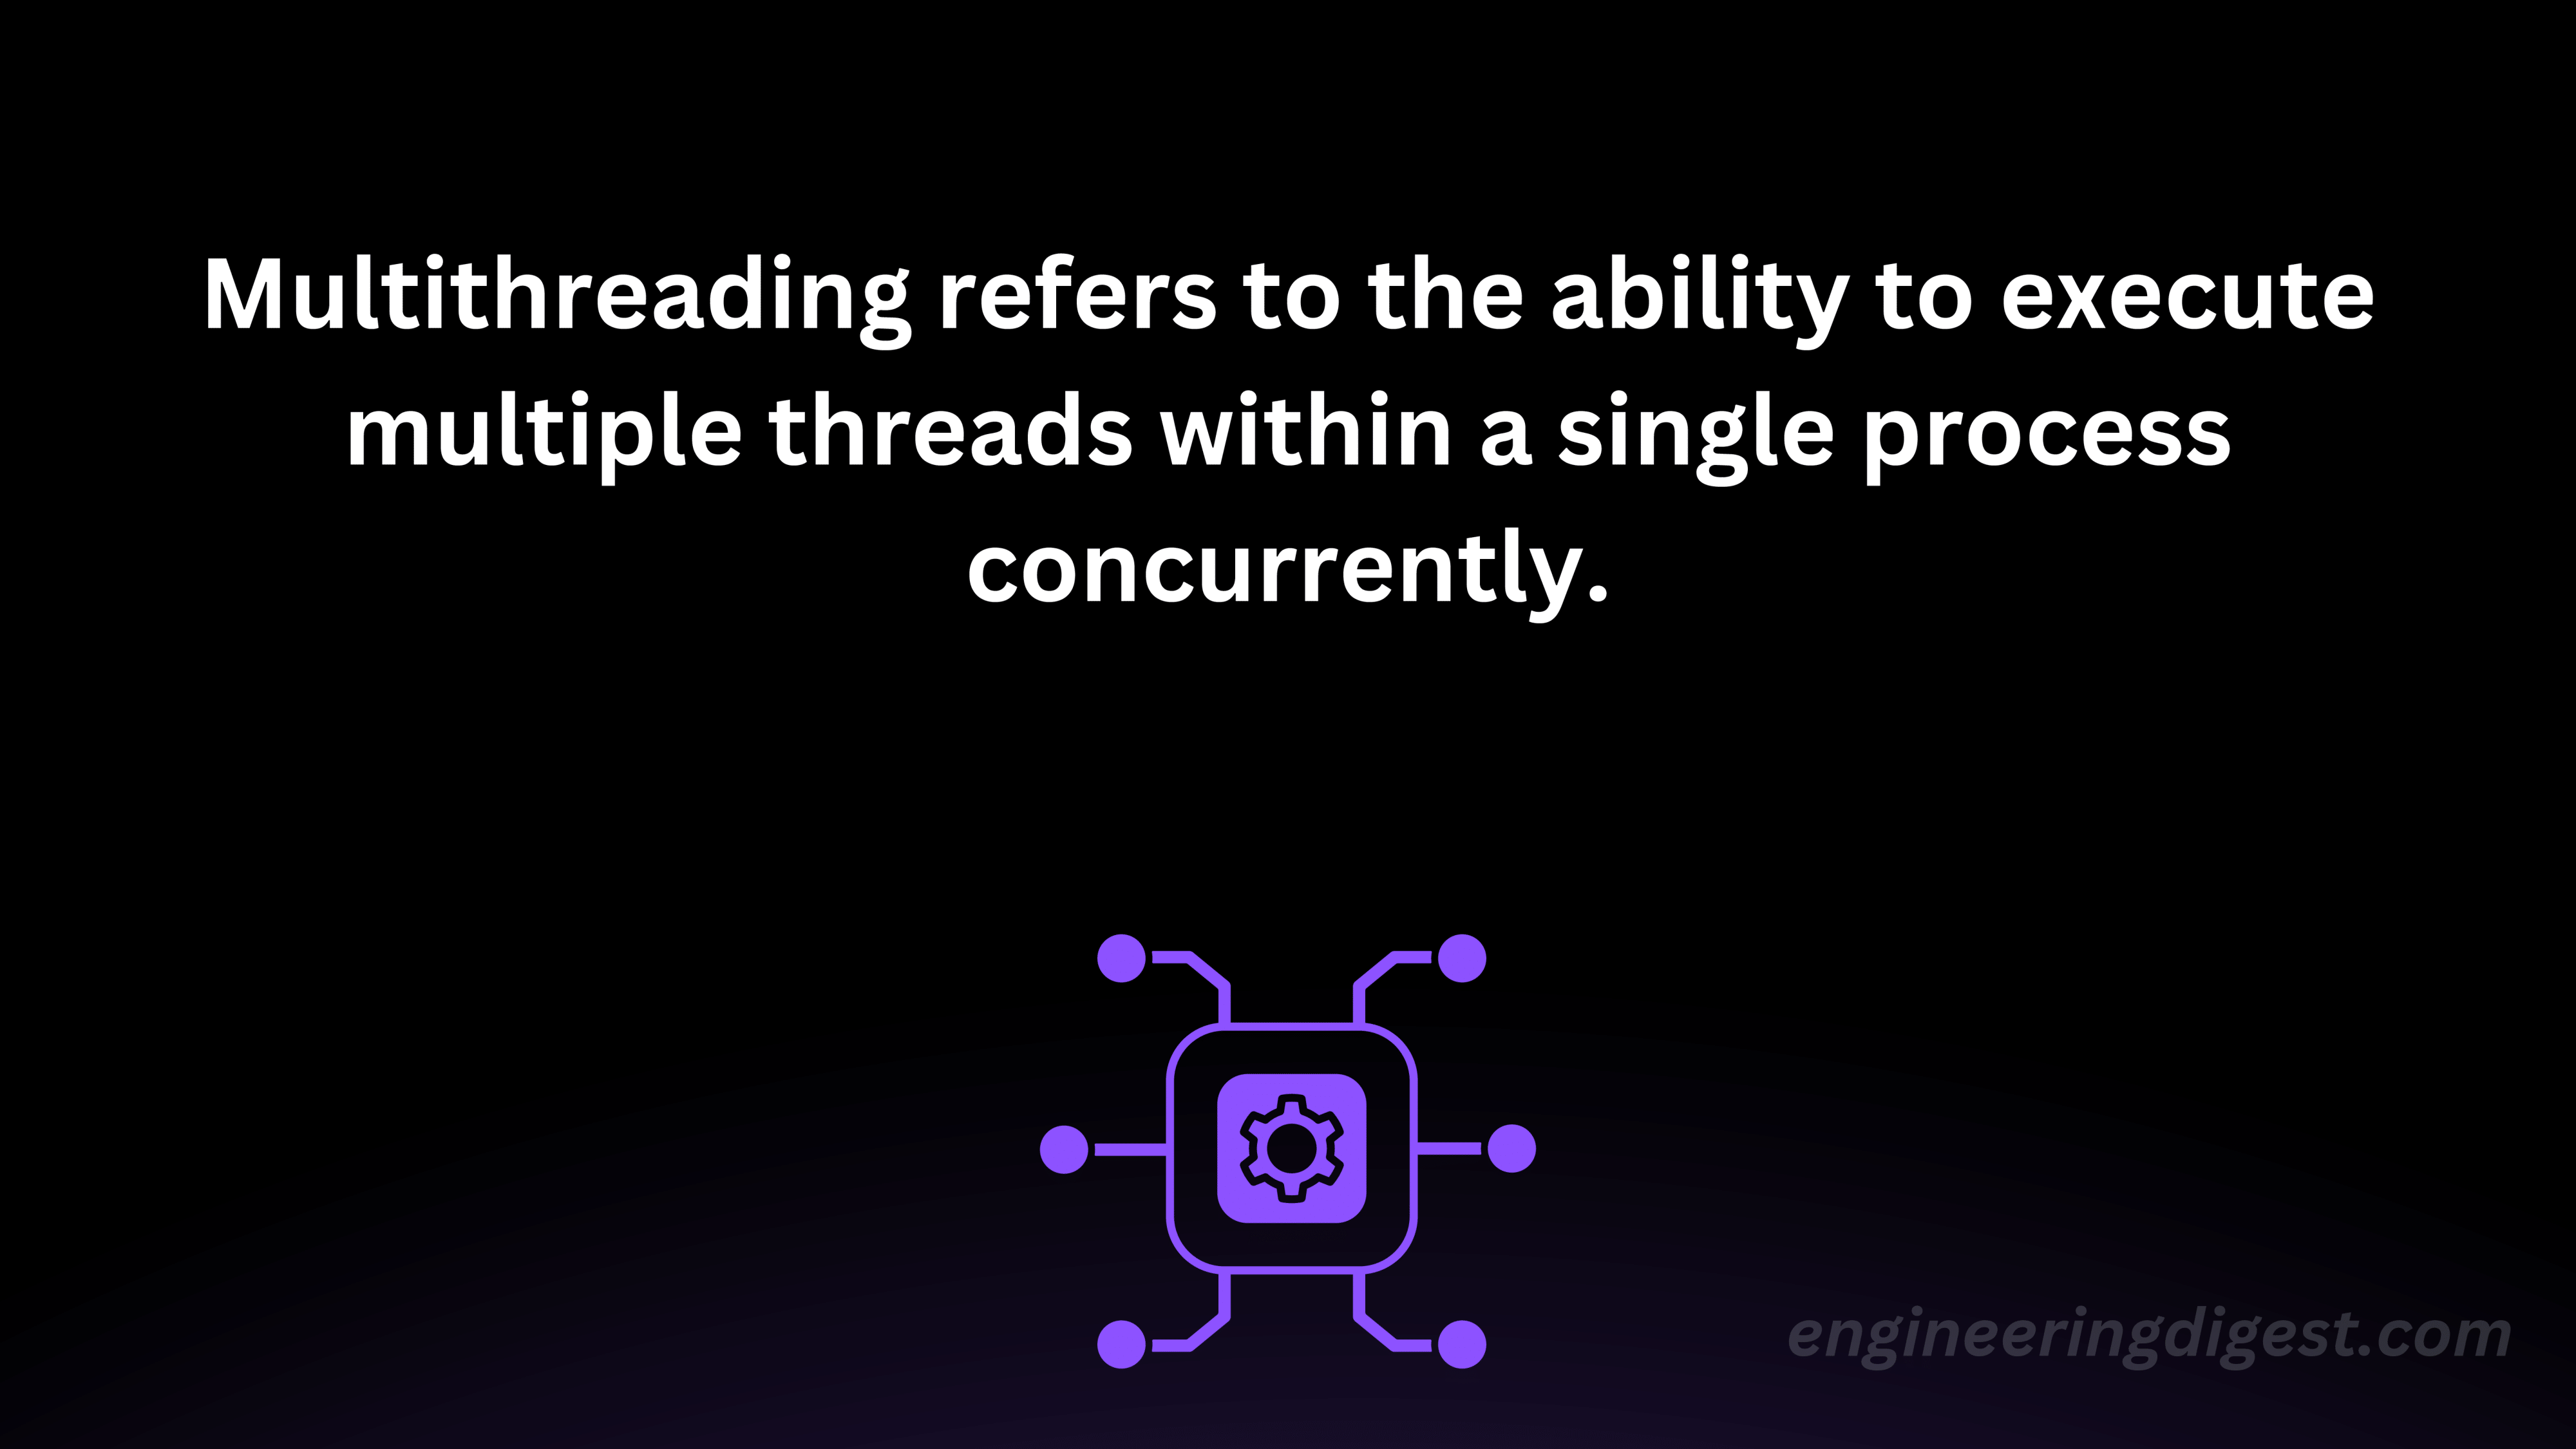 Multithreading refers to the ability to execute
multiple threads within a single process
concurrently.
engineeringdigest.com